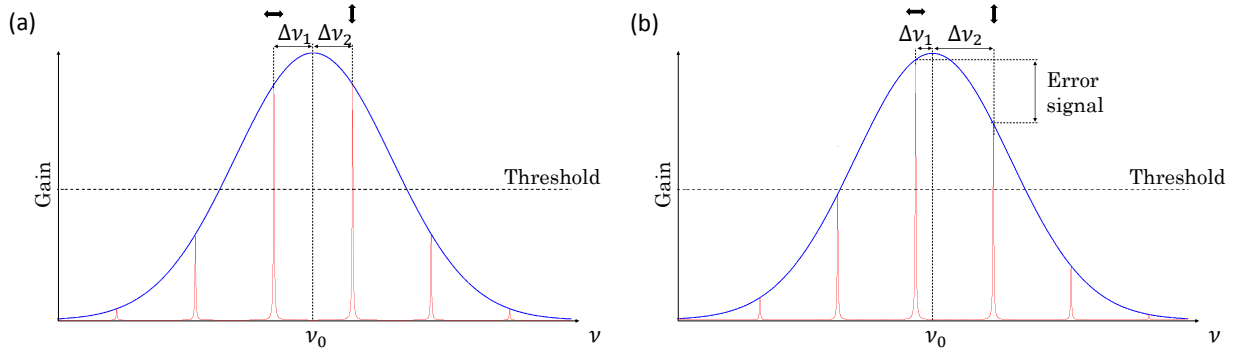 (a)
Δν₁ Δν₂
Gain
Threshold
ν₀
ν
(b)
Δν₁ Δν₂
Error
signal
Gain
Threshold
ν₀
ν